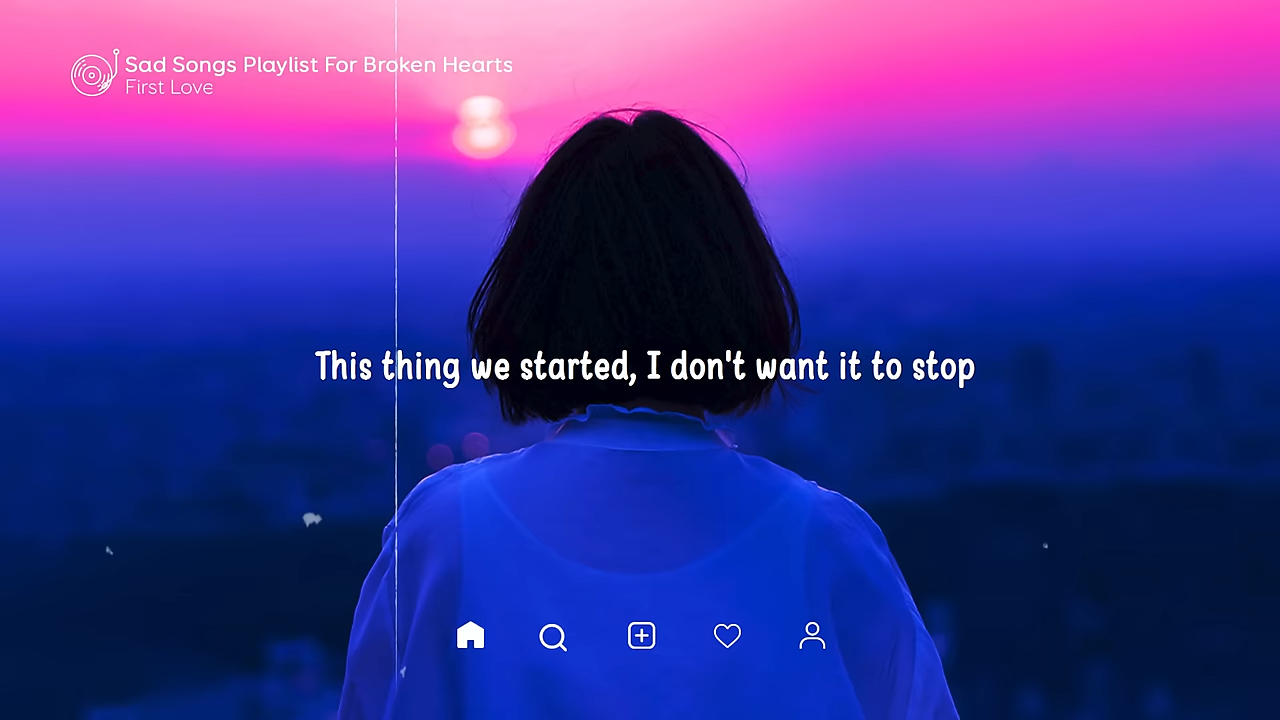 Sad Songs Playlist For Broken Hearts
First Love
This thing we started, I don't want it to stop